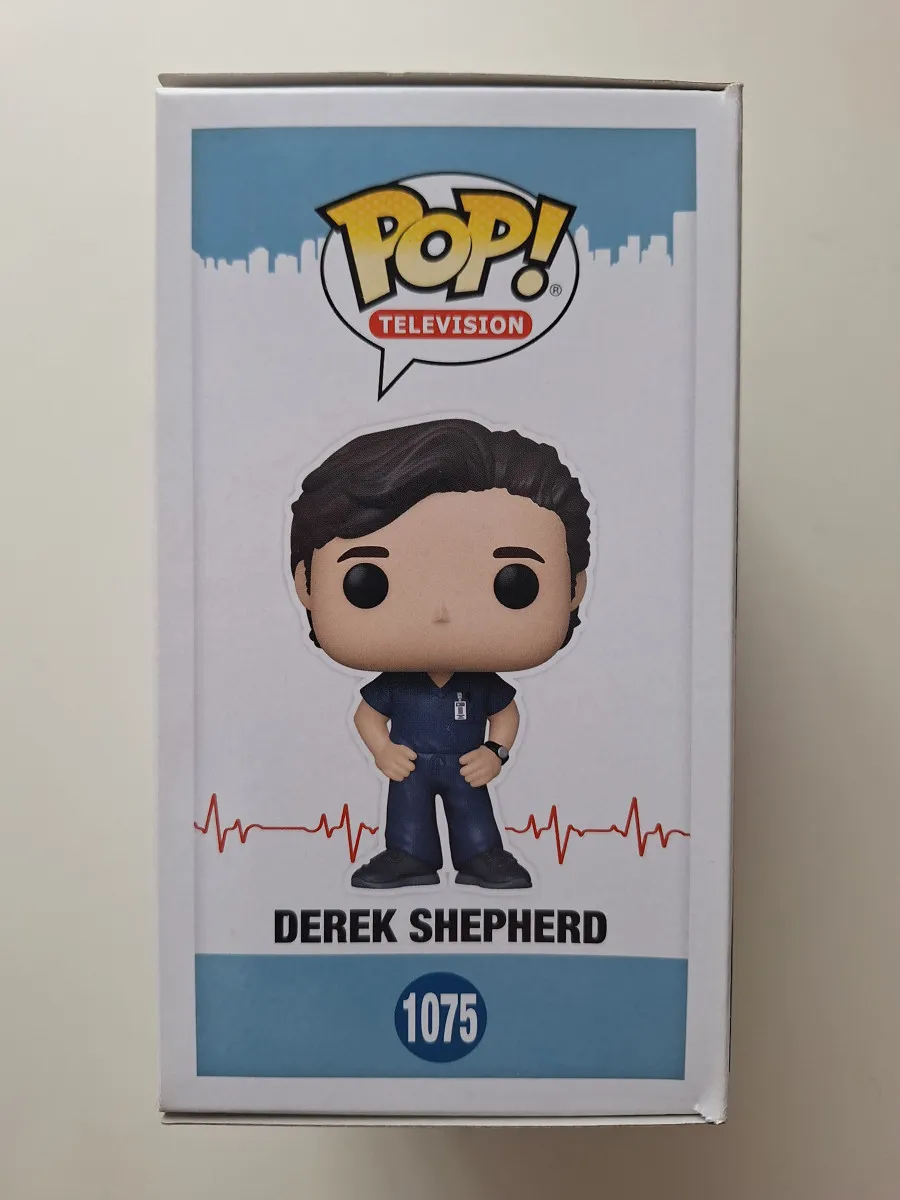 POP!®
TELEVISION
DEREK SHEPHERD
1075